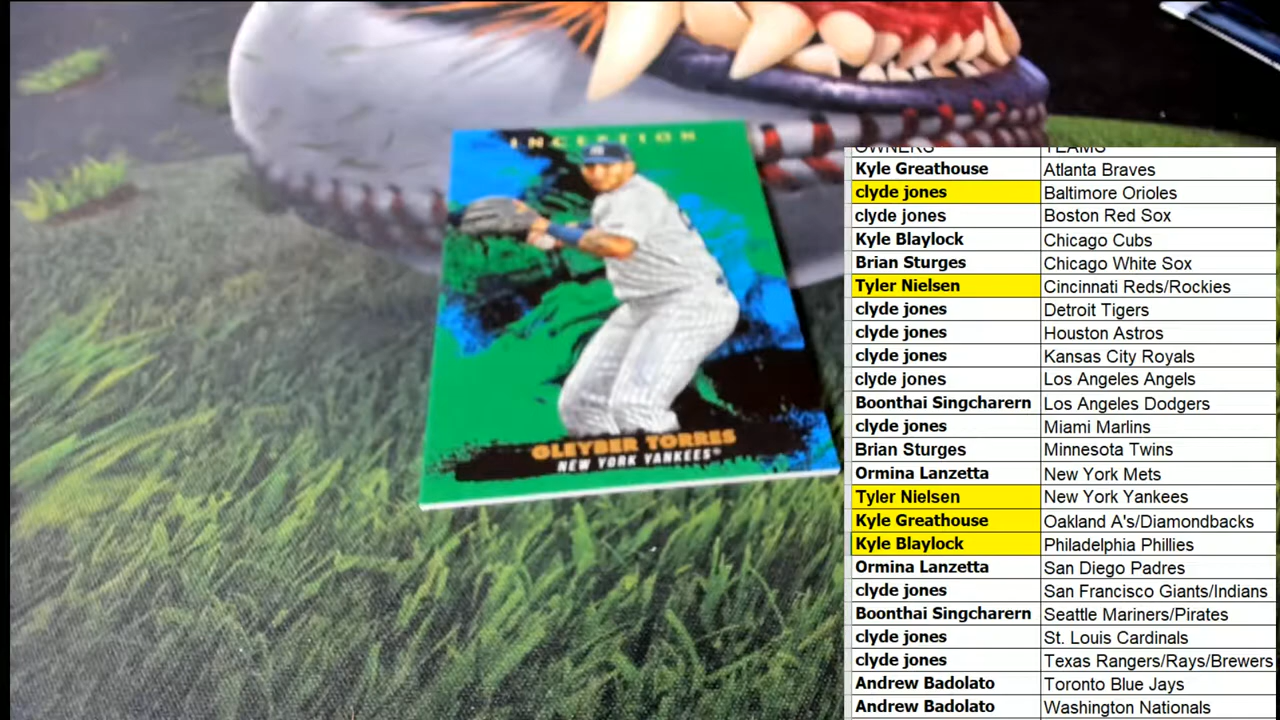 INCEPTION
GLEYBER TORRES
NEW YORK YANKEES
OWNERS TEAMS
Kyle Greathouse Atlanta Braves
clyde jones Baltimore Orioles
clyde jones Boston Red Sox
Kyle Blaylock Chicago Cubs
Brian Sturges Chicago White Sox
Tyler Nielsen Cincinnati Reds/Rockies
clyde jones Detroit Tigers
clyde jones Houston Astros
clyde jones Kansas City Royals
clyde jones Los Angeles Angels
Boonthai Singcharern Los Angeles Dodgers
clyde jones Miami Marlins
Brian Sturges Minnesota Twins
Ormina Lanzetta New York Mets
Tyler Nielsen New York Yankees
Kyle Greathouse Oakland A's/Diamondbacks
Kyle Blaylock Philadelphia Phillies
Ormina Lanzetta San Diego Padres
clyde jones San Francisco Giants/Indians
Boonthai Singcharern Seattle Mariners/Pirates
clyde jones St. Louis Cardinals
clyde jones Texas Rangers/Rays/Brewers
Andrew Badolato Toronto Blue Jays
Andrew Badolato Washington Nationals